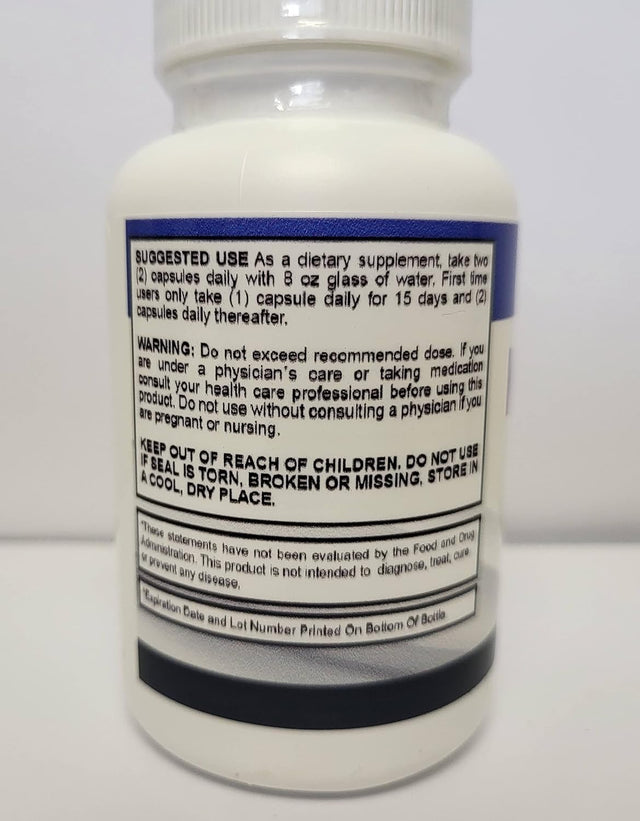 SUGGESTED USE As a dietary supplement, take two
(2) capsules daily with 8 oz glass of water. First time
users only take (1) capsule daily for 15 days and (2)
capsules daily thereafter.
WARNING: Do not exceed recommended dose. If you
are under a physician's care or taking medication
consult your health care professional before using this
product. Do not use without consulting a physician if you
are pregnant or nursing.
KEEP OUT OF REACH OF CHILDREN. DO NOT USE
IF SEAL IS TORN, BROKEN OR MISSING, STORE IN
A COOL, DRY PLACE.
*These statements have not been evaluated by the Food and Drug
Administration. This product is not intended to diagnose, treat, cure
or prevent any disease.
*Expiration Date and Lot Number Printed On Bottom Of Bottle